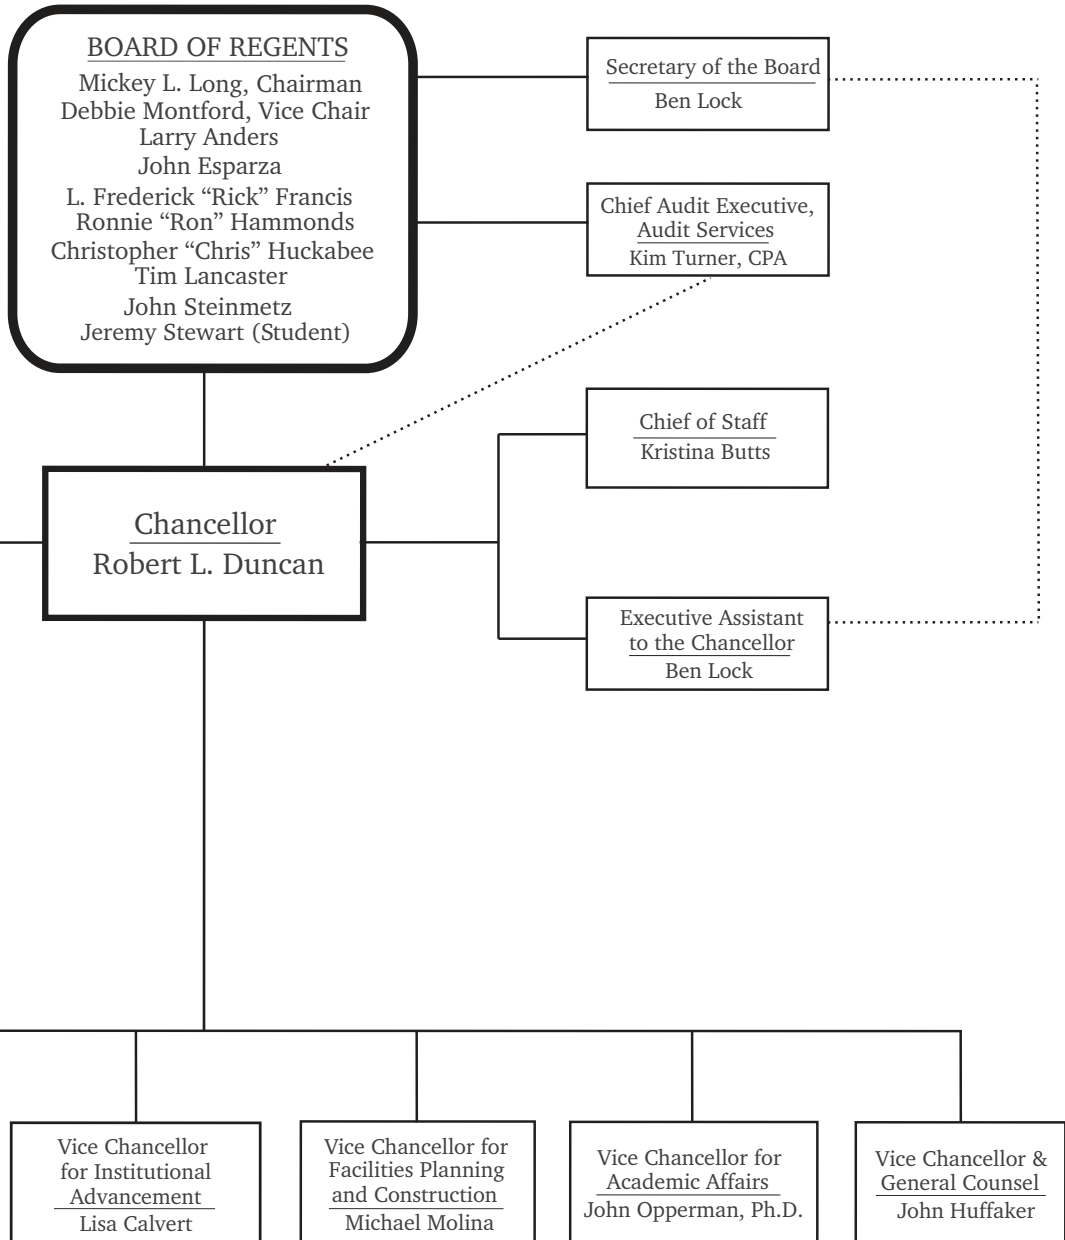 BOARD OF REGENTS
Mickey L. Long, Chairman
Debbie Montford, Vice Chair
Larry Anders
John Esparza
L. Frederick “Rick” Francis
Ronnie “Ron” Hammonds
Christopher “Chris” Huckabee
Tim Lancaster
John Steinmetz
Jeremy Stewart (Student)
Secretary of the Board
Ben Lock
Chief Audit Executive,
Audit Services
Kim Turner, CPA
Chief of Staff
Kristina Butts
Chancellor
Robert L. Duncan
Executive Assistant
to the Chancellor
Ben Lock
Vice Chancellor
for Institutional
Advancement
Lisa Calvert
Vice Chancellor for
Facilities Planning
and Construction
Michael Molina
Vice Chancellor for
Academic Affairs
John Opperman, Ph.D.
Vice Chancellor &
General Counsel
John Huffaker